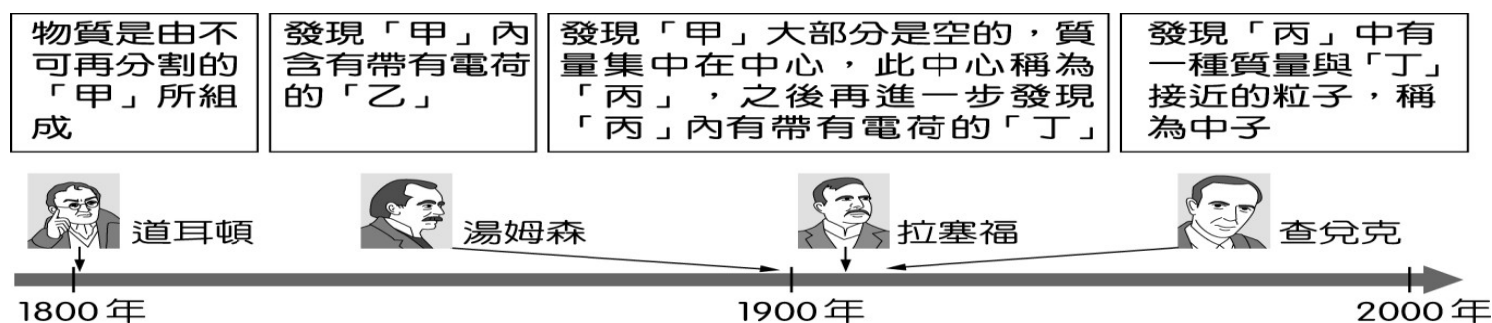 物質是由不
可再分割的
「甲」所組
成
發現「甲」內
含有帶有電荷
的「乙」
發現「甲」大部分是空的，質
量集中在中心，此中心稱為
「丙」，之後再進一步發現
「丙」內有帶有電荷的「丁」
發現「丙」中有
一種質量與「丁」
接近的粒子，稱
為中子
道耳頓
湯姆森
拉塞福
查兌克
1800年
1900年
2000年